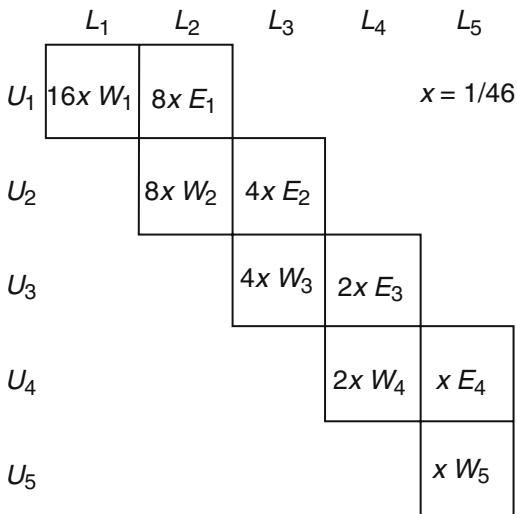 L₁ L₂ L₃ L₄ L₅
U₁ 16x W₁ 8x E₁ x = 1/46
U₂ 8x W₂ 4x E₂
U₃ 4x W₃ 2x E₃
U₄ 2x W₄ x E₄
U₅ x W₅